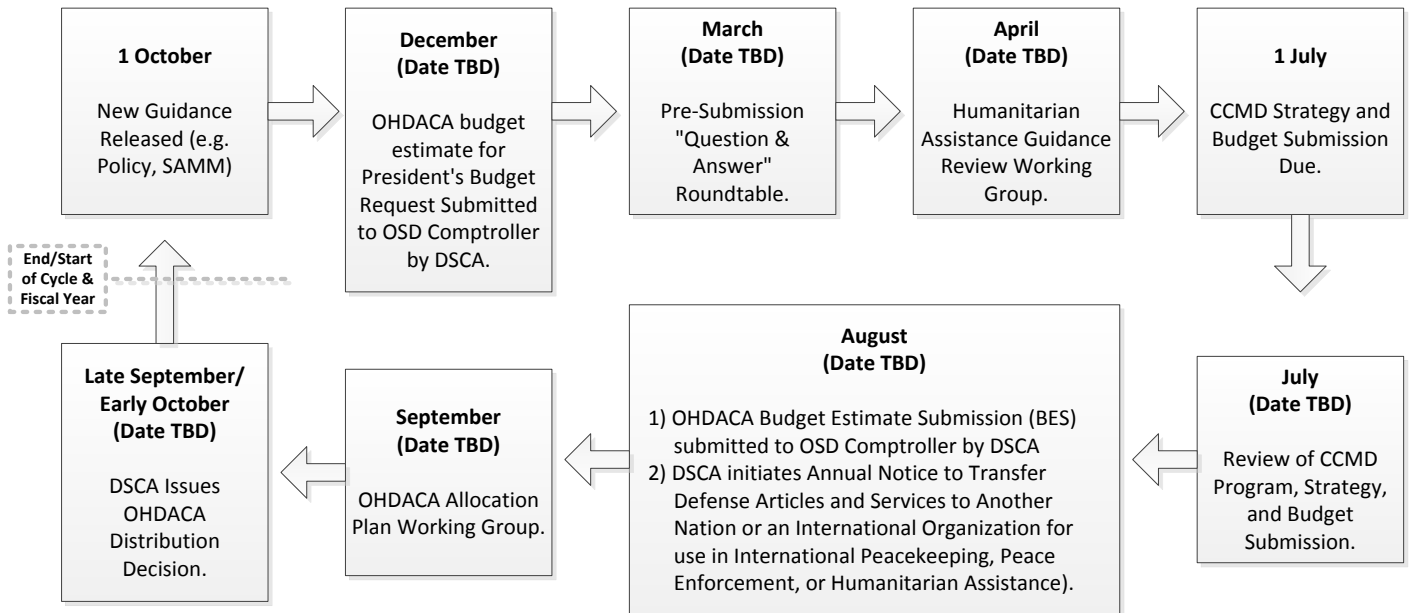 1 October
New Guidance
Released (e.g.
Policy, SAMM)
December
(Date TBD)
OHDACA budget
estimate for
President's Budget
Request Submitted
to OSD Comptroller
by DSCA.
March
(Date TBD)
Pre-Submission
"Question &
Answer"
Roundtable.
April
(Date TBD)
Humanitarian
Assistance Guidance
Review Working
Group.
1 July
CCMD Strategy and
Budget Submission
Due.
July
(Date TBD)
Review of CCMD
Program, Strategy,
and Budget
Submission.
August
(Date TBD)
1) OHDACA Budget Estimate Submission (BES)
submitted to OSD Comptroller by DSCA
2) DSCA initiates Annual Notice to Transfer
Defense Articles and Services to Another
Nation or an International Organization for
use in International Peacekeeping, Peace
Enforcement, or Humanitarian Assistance).
September
(Date TBD)
OHDACA Allocation
Plan Working Group.
Late September/
Early October
(Date TBD)
DSCA Issues
OHDACA
Distribution
Decision.
End/Start
of Cycle &
Fiscal Year